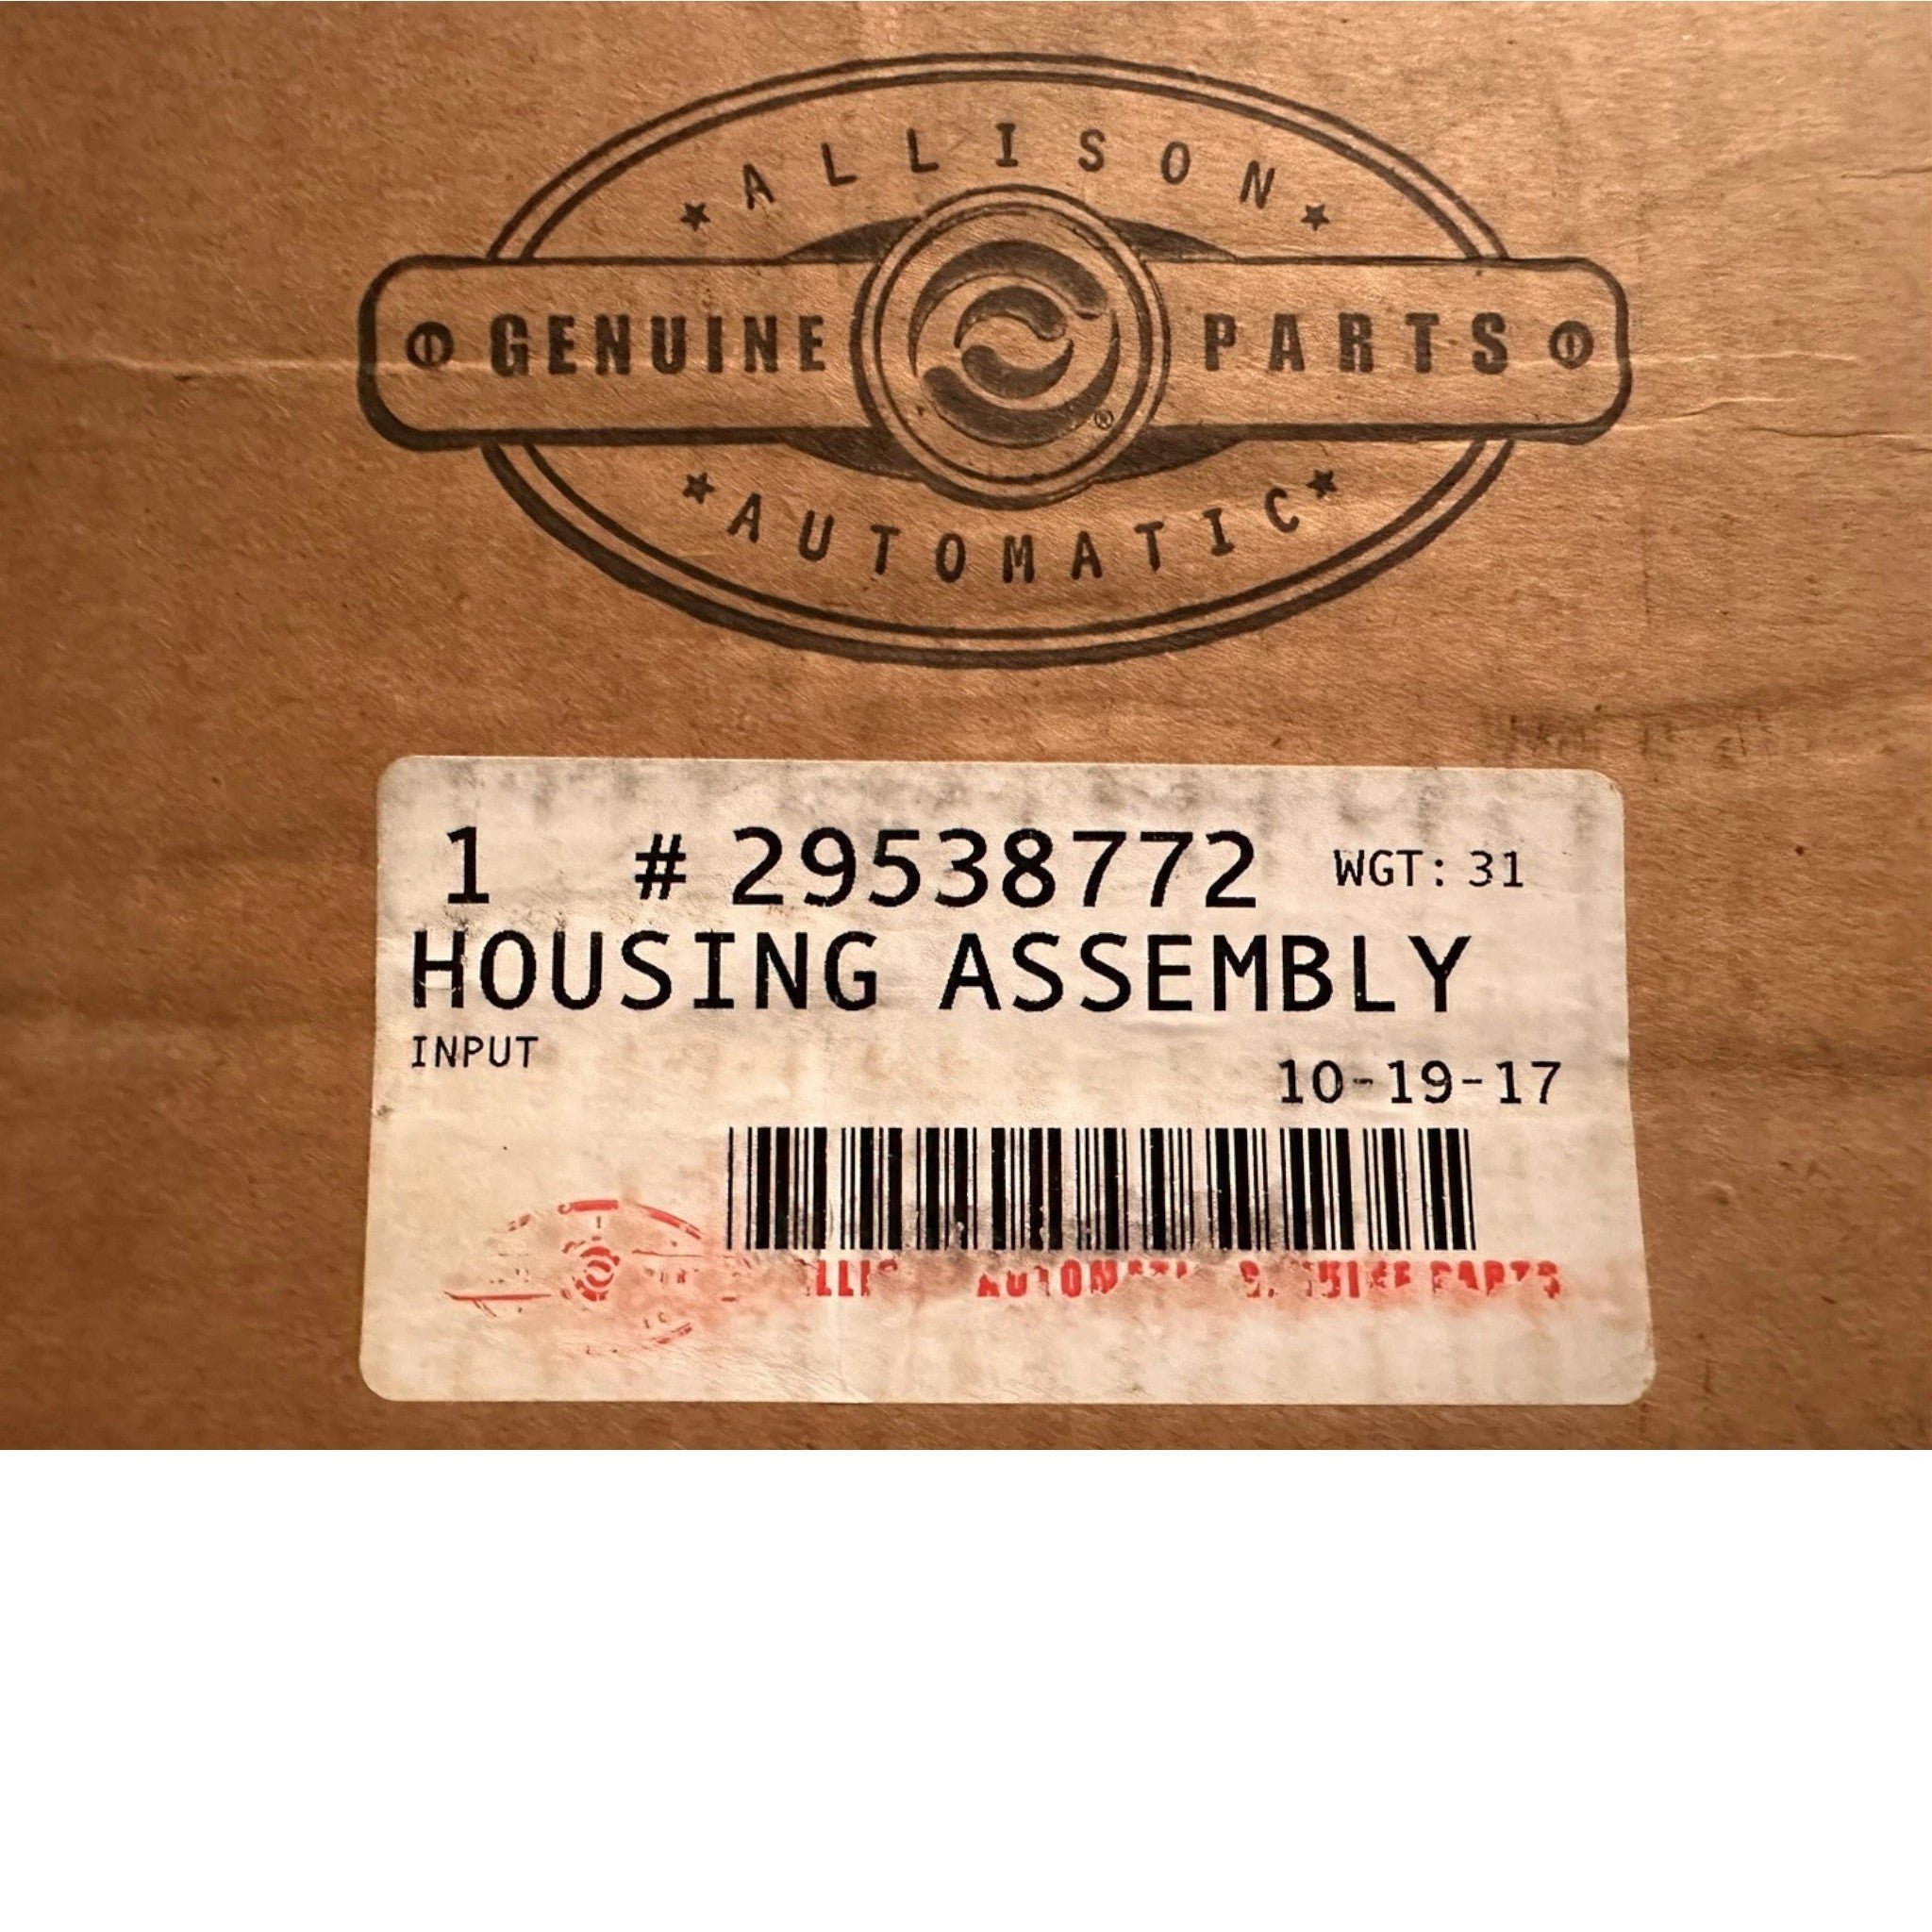 ALLISON
GENUINE PARTS
®
AUTOMATIC
1 # 29538772 WGT: 31
HOUSING ASSEMBLY
INPUT
10-19-17